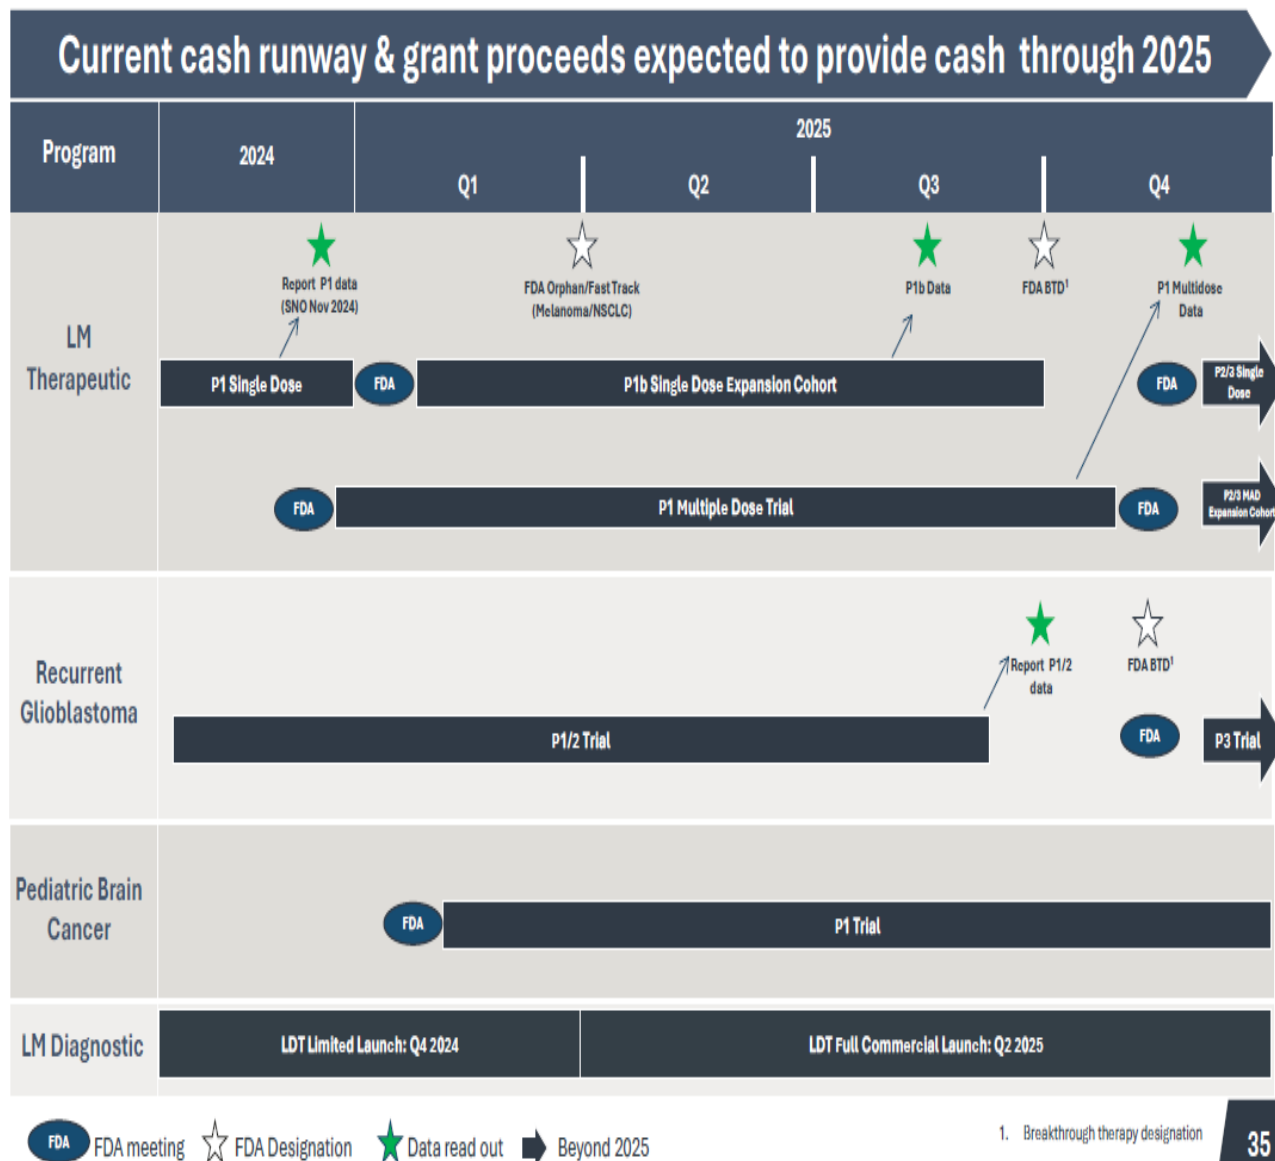 Current cash runway & grant proceeds expected to provide cash through 2025
Program
2024
2025
Q1
Q2
Q3
Q4
LM
Therapeutic
Report P1 data
(SNO Nov 2024)
FDA Orphan/Fast Track
(Melanoma/NSCLC)
P1b Data
FDA BTD¹
P1 Multidose
Data
P1 Single Dose
FDA
P1b Single Dose Expansion Cohort
FDA
P2/3 Single
Dose
FDA
P1 Multiple Dose Trial
FDA
P2/3 MAD
Expansion Cohort
Recurrent
Glioblastoma
Report P1/2
data
FDA BTD¹
P1/2 Trial
FDA
P3 Trial
Pediatric Brain
Cancer
FDA
P1 Trial
LM Diagnostic
LDT Limited Launch: Q4 2024
LDT Full Commercial Launch: Q2 2025
FDA FDA meeting
FDA Designation
Data read out
Beyond 2025
1. Breakthrough therapy designation
35